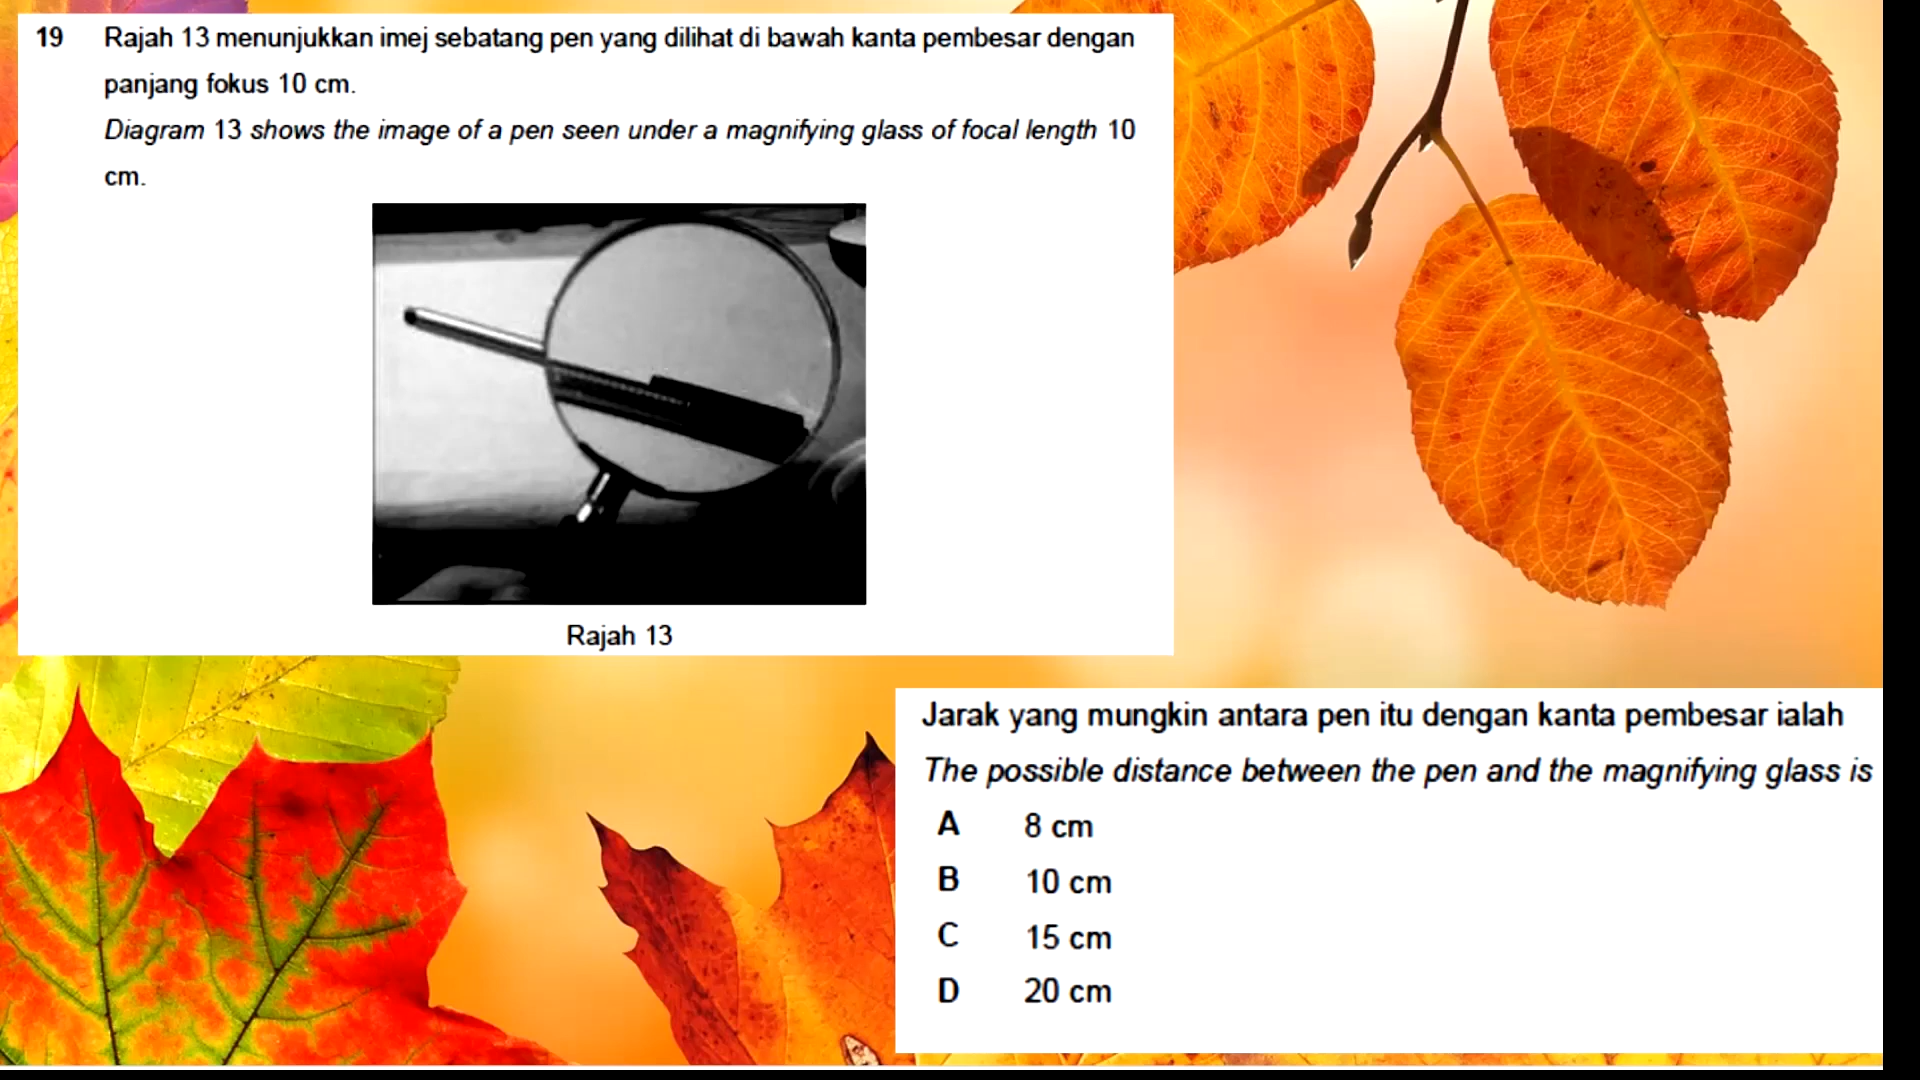 19 Rajah 13 menunjukkan imej sebatang pen yang dilihat di bawah kanta pembesar dengan
panjang fokus 10 cm.
Diagram 13 shows the image of a pen seen under a magnifying glass of focal length 10
cm.
Rajah 13
Jarak yang mungkin antara pen itu dengan kanta pembesar ialah
The possible distance between the pen and the magnifying glass is
A 8 cm
B 10 cm
C 15 cm
D 20 cm